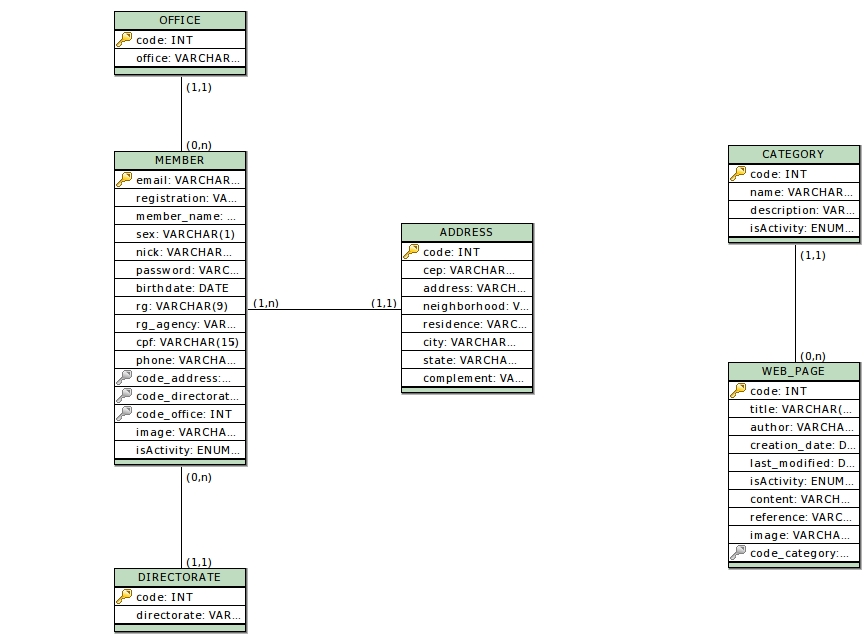 OFFICE
code: INT
office: VARCHAR...
(1,1)
(0,n)
MEMBER
email: VARCHAR...
registration: VA...
member_name: ...
sex: VARCHAR(1)
nick: VARCHAR...
password: VARC...
birthdate: DATE
rg: VARCHAR(9)
rg_agency: VAR...
cpf: VARCHAR(15)
phone: VARCHA...
code_address:...
code_directorat...
code_office: INT
image: VARCHA...
isActivity: ENUM...
(1,n)
(1,1)
ADDRESS
code: INT
cep: VARCHAR...
address: VARCH...
neighborhood: V...
residence: VARC...
city: VARCHAR...
state: VARCHA...
complement: VA...
(0,n)
(1,1)
DIRECTORATE
code: INT
directorate: VAR...
CATEGORY
code: INT
name: VARCHAR...
description: VAR...
isActivity: ENUM...
(1,1)
(0,n)
WEB_PAGE
code: INT
title: VARCHAR(...
author: VARCHA...
creation_date: D...
last_modified: D...
isActivity: ENUM...
content: VARCH...
reference: VARC...
image: VARCHA...
code_category:...